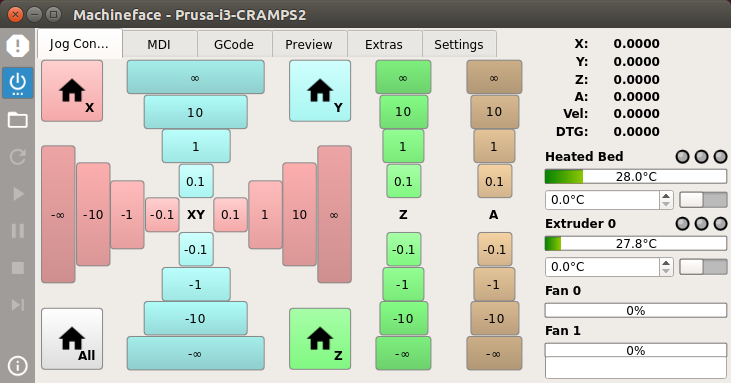 Machineface - Prusa-i3-CRAMPS2
Jog Con... MDI GCode Preview Extras Settings
X: 0.0000
Y: 0.0000
Z: 0.0000
A: 0.0000
Vel: 0.0000
DTG: 0.0000
X ∞ Y ∞ ∞
10 10 10
1 1 1
0.1 0.1 0.1
-∞ -10 -1 -0.1 XY 0.1 1 10 ∞ Z A
-0.1 -0.1 -0.1
-1 -1 -1
-10 -10 -10
All -∞ Z -∞ -∞
Heated Bed
28.0°C
0.0°C
Extruder 0
27.8°C
0.0°C
Fan 0
0%
Fan 1
0%